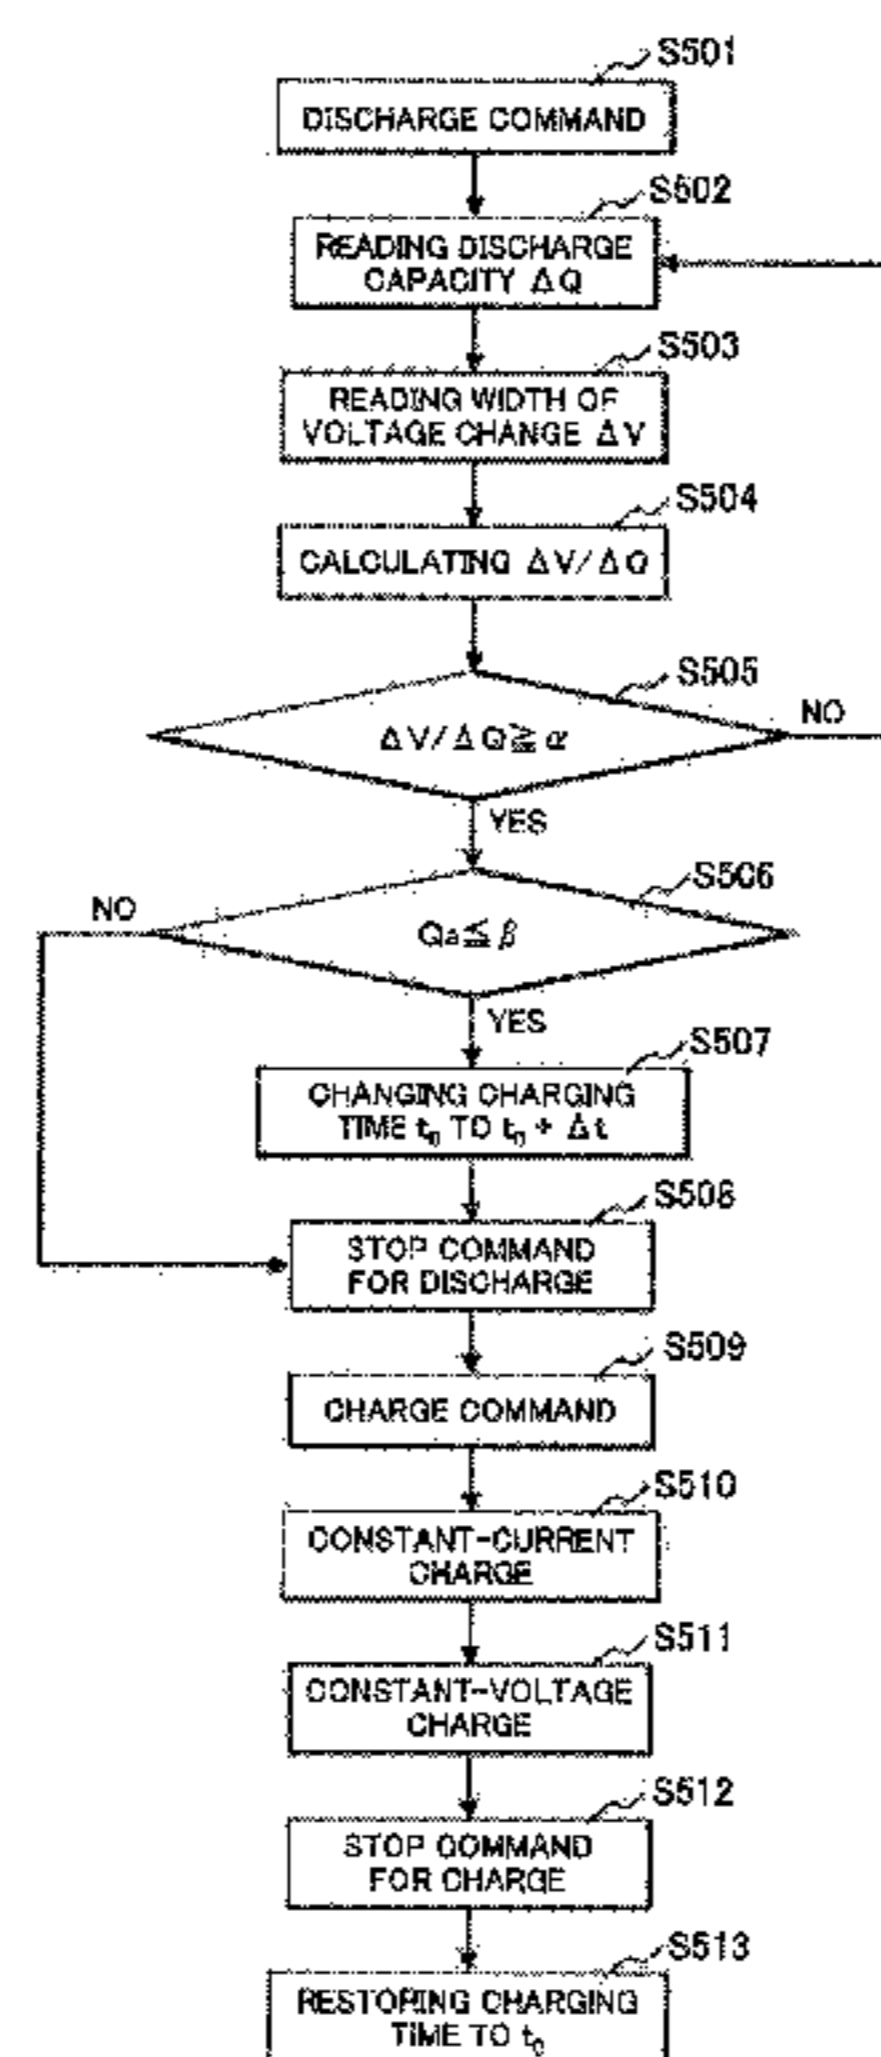 S501
DISCHARGE COMMAND
S502
READING DISCHARGE
CAPACITY ΔQ
S503
READING WIDTH OF
VOLTAGE CHANGE ΔV
S504
CALCULATING ΔV/ΔQ
S505
ΔV/ΔQ≧α
NO
YES
S506
NO
Qa≦β
YES
S507
CHANGING CHARGING
TIME t₀ TO t₀ + Δt
S508
STOP COMMAND
FOR DISCHARGE
S509
CHARGE COMMAND
S510
CONSTANT-CURRENT
CHARGE
S511
CONSTANT-VOLTAGE
CHARGE
S512
STOP COMMAND
FOR CHARGE
S513
RESTORING CHARGING
TIME TO t₀